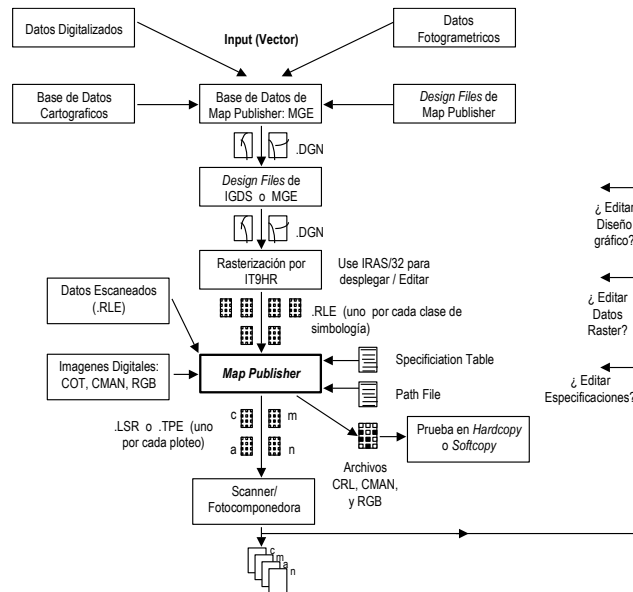 Datos Digitalizados
Input (Vector)
Datos
Fotogrametricos
Base de Datos
Cartograficos
Base de Datos de
Map Publisher: MGE
Design Files de
Map Publisher
.DGN
Design Files de
IGDS o MGE
.DGN
Rasterización por
IT9HR
Use IRAS/32 para
desplegar / Editar
¿ Editar
Diseño
gráfico?
Datos Escaneados
(.RLE)
.RLE (uno por cada clase de
simbología)
¿ Editar
Datos
Raster?
Imagenes Digitales:
COT, CMAN, RGB
Map Publisher
Specificiation Table
Path File
¿ Editar
Especificaciones?
.LSR o .TPE (uno
por cada ploteo)
c
m
a
n
Prueba en Hardcopy
o Softcopy
Archivos
CRL, CMAN,
y RGB
Scanner/
Fotocomponedora
c
m
a
n